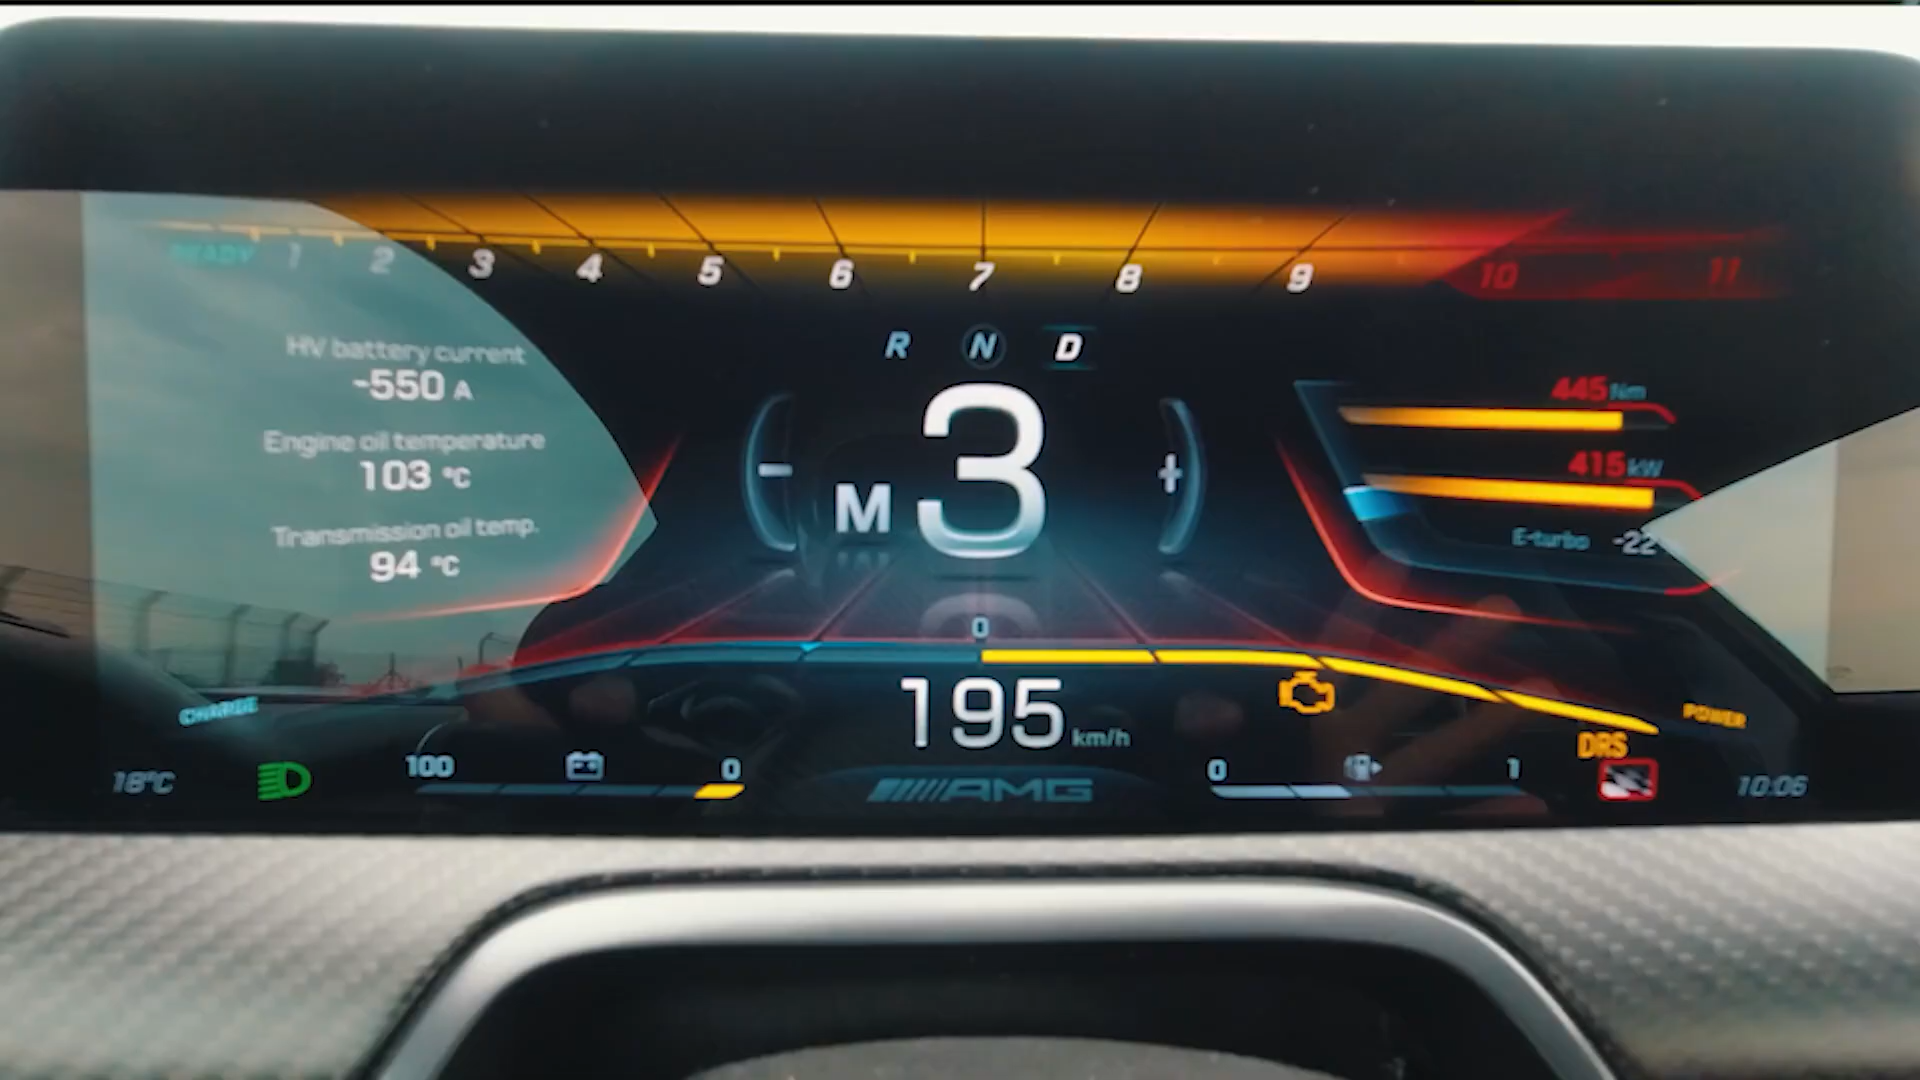 READY 1 2 3 4 5 6 7 8 9 10 11
R N D
HV battery current
-550 A
Engine oil temperature
103 °C
Transmission oil temp.
94 °C
M 3
- +
445 Nm
415 kW
E-turbo -22
0
CHARGE
195 km/h
POWER
DRS
18°C
100 0
AMG
0 1
10:06